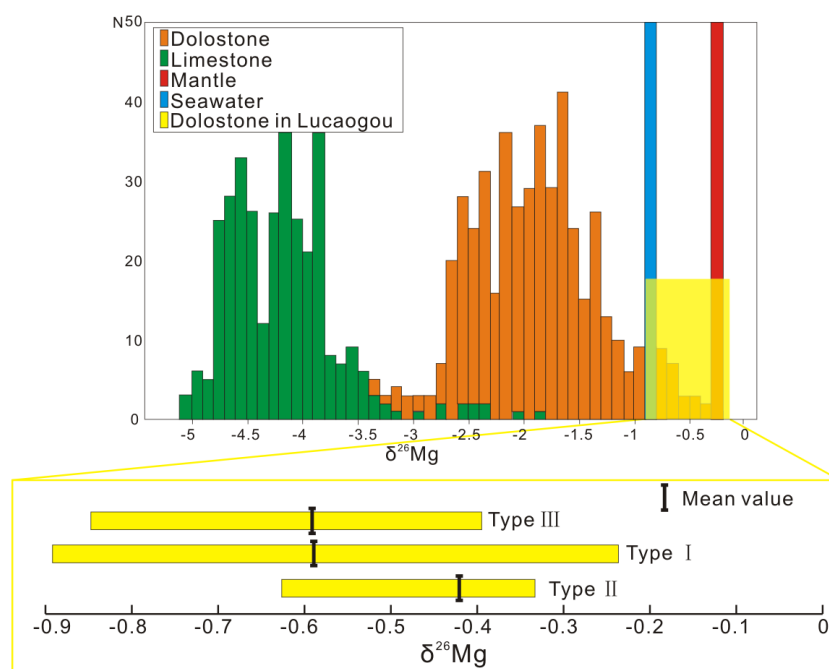 N50
40
30
20
10
0
Dolostone
Limestone
Mantle
Seawater
Dolostone in Lucaogou
-5 -4.5 -4 -3.5 -3 -2.5 -2 -1.5 -1 -0.5 0
δ²⁶Mg
Mean value
Type Ⅲ
Type Ⅰ
Type Ⅱ
-0.9 -0.8 -0.7 -0.6 -0.5 -0.4 -0.3 -0.2 -0.1 0
δ²⁶Mg